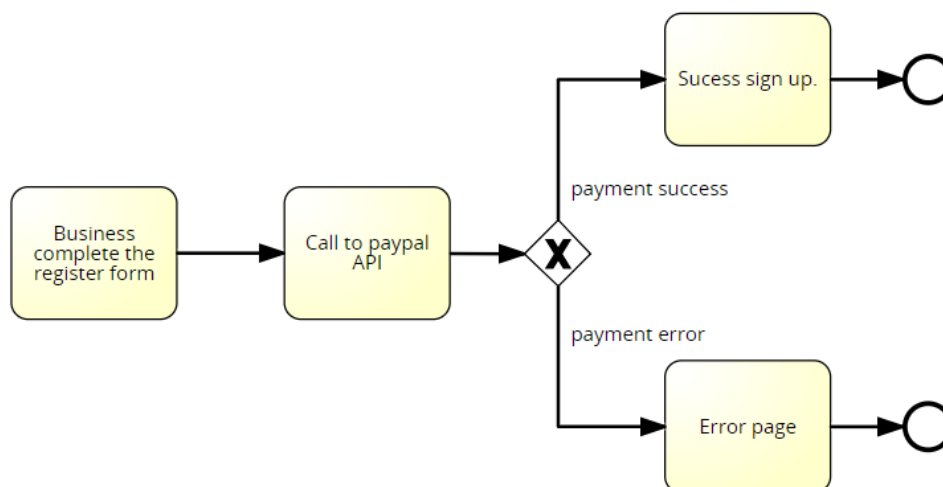 Sucess sign up.
payment success
Business
complete the
register form
Call to paypal
API
X
payment error
Error page